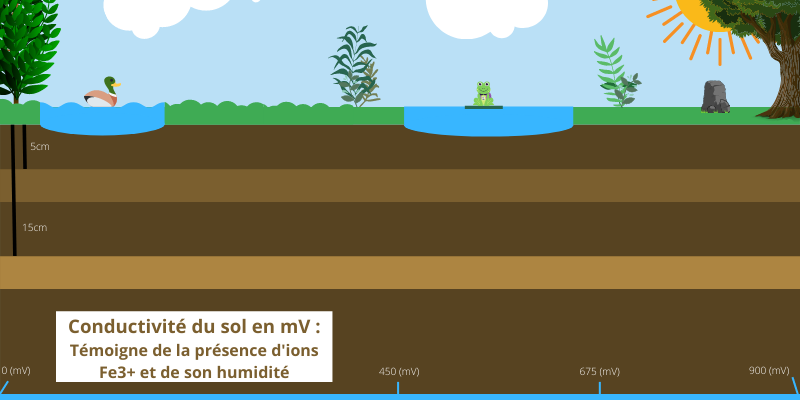 5cm
15cm
Conductivité du sol en mV :
Témoigne de la présence d'ions
Fe3+ et de son humidité
0 (mV)
450 (mV)
675 (mV)
900 (mV)